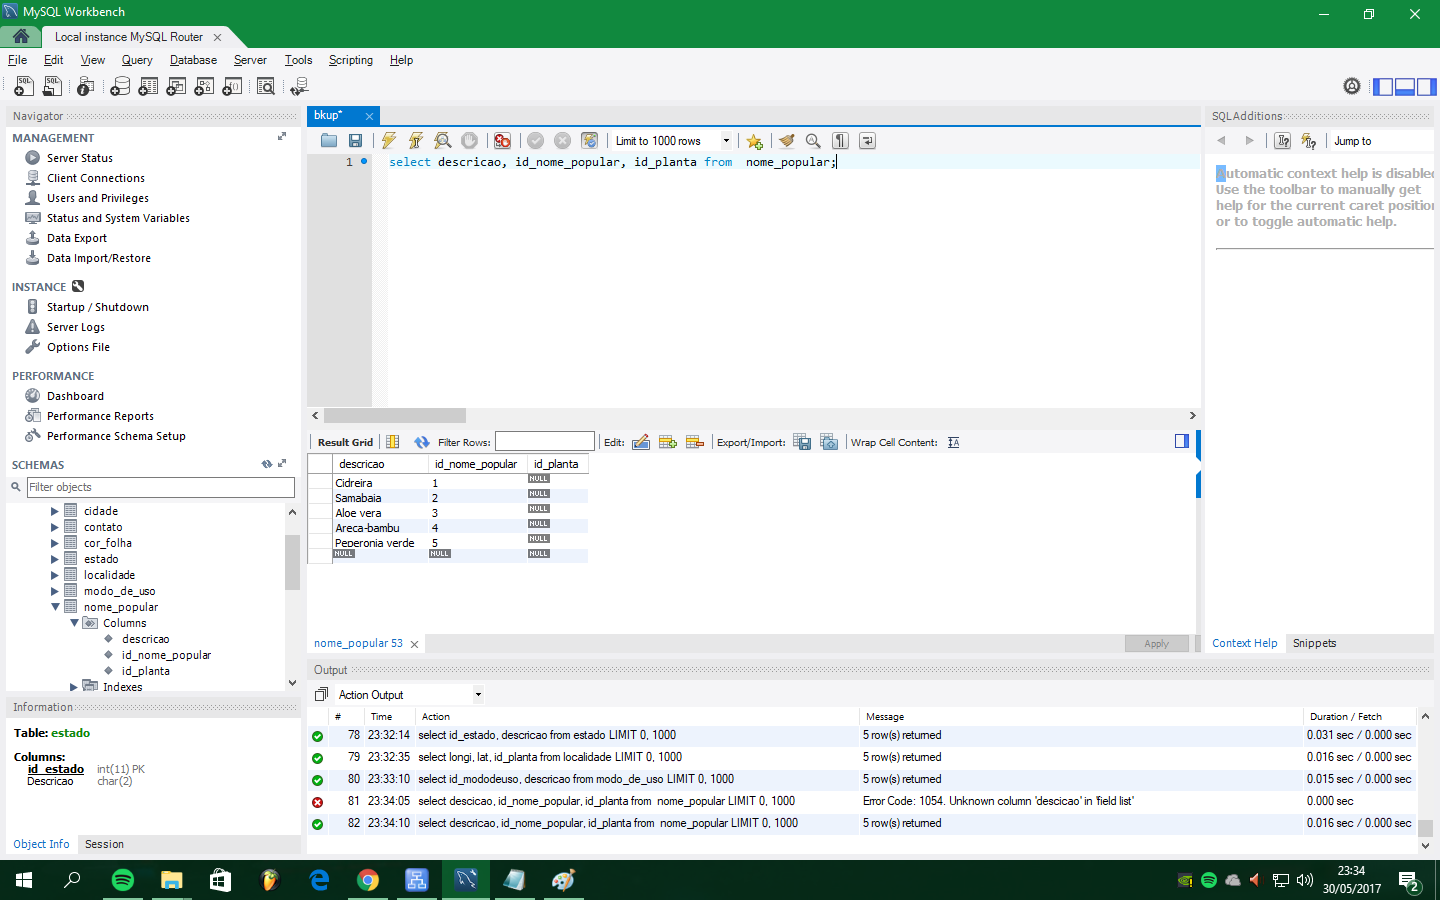 MySQL Workbench
Local instance MySQL Router
File Edit View Query Database Server Tools Scripting Help
Navigator
MANAGEMENT
Server Status
Client Connections
Users and Privileges
Status and System Variables
Data Export
Data Import/Restore
INSTANCE
Startup / Shutdown
Server Logs
Options File
PERFORMANCE
Dashboard
Performance Reports
Performance Schema Setup
SCHEMAS
Filter objects
cidade
contato
cor_folha
estado
localidade
modo_de_uso
nome_popular
Columns
descricao
id_nome_popular
id_planta
Indexes
Information
Table: estado
Columns:
id_estado int(11) PK
Descricao char(2)
Object Info Session
bkup*
Limit to 1000 rows
1 select descricao, id_nome_popular, id_planta from nome_popular;
Result Grid Filter Rows: Edit: Export/Import: Wrap Cell Content:
descricao id_nome_popular id_planta
Cidreira 1 NULL
Samabaia 2 NULL
Aloe vera 3 NULL
Areca-bambu 4 NULL
Peperonia verde 5 NULL
NULL NULL NULL
nome_popular 53
Apply
SQLAdditions
Jump to
Automatic context help is disabled
Use the toolbar to manually get
help for the current caret position
or to toggle automatic help.
Context Help Snippets
Output
Action Output
# Time Action Message Duration / Fetch
78 23:32:14 select id_estado, descricao from estado LIMIT 0, 1000 5 row(s) returned 0.031 sec / 0.000 sec
79 23:32:35 select longi, lat, id_planta from localidade LIMIT 0, 1000 5 row(s) returned 0.016 sec / 0.000 sec
80 23:33:10 select id_mododeuso, descricao from modo_de_uso LIMIT 0, 1000 5 row(s) returned 0.015 sec / 0.000 sec
81 23:34:05 select descicao, id_nome_popular, id_planta from nome_popular LIMIT 0, 1000 Error Code: 1054. Unknown column 'descicao' in 'field list' 0.000 sec
82 23:34:10 select descricao, id_nome_popular, id_planta from nome_popular LIMIT 0, 1000 5 row(s) returned 0.016 sec / 0.000 sec
23:34
30/05/2017
2